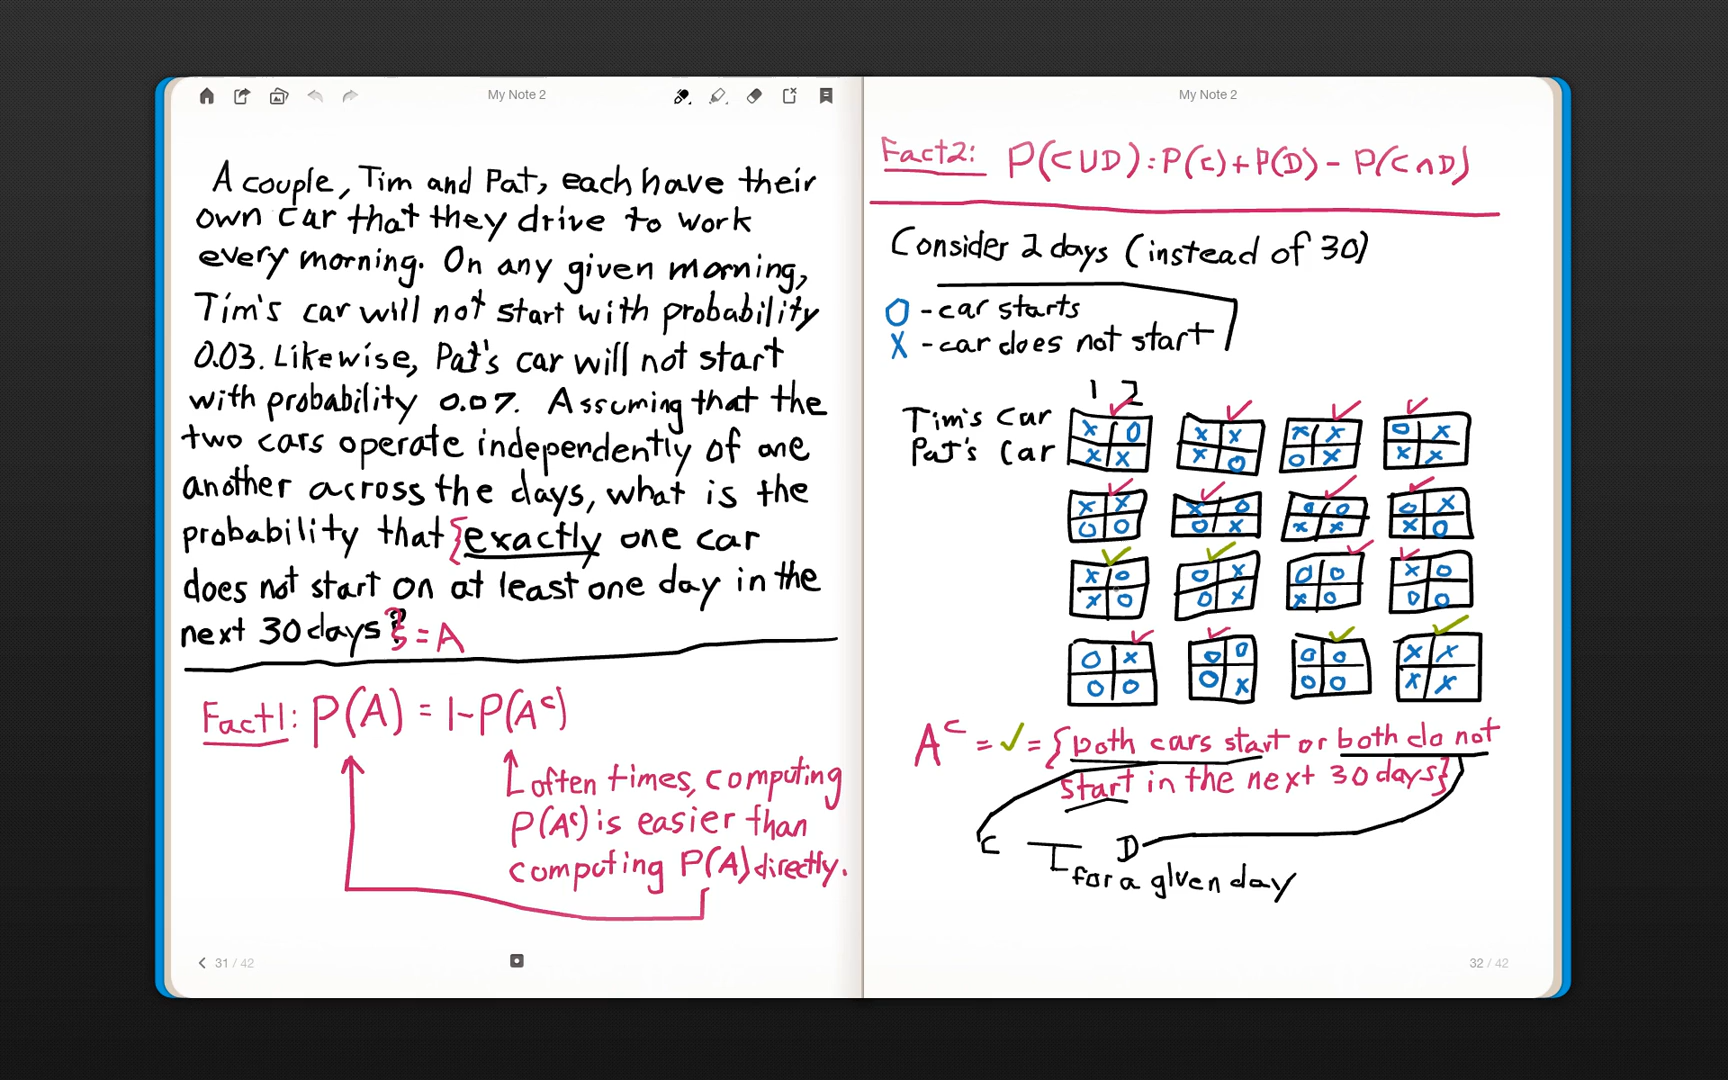 My Note 2
A couple, Tim and Pat, each have their
own car that they drive to work
every morning. On any given morning,
Tim's car will not start with probability
0.03. Likewise, Pat's car will not start
with probability 0.07. Assuming that the
two cars operate independently of one
another across the days, what is the
probability that {exactly one car
does not start on at least one day in the
next 30 days?} = A
Fact1: P(A) = 1-P(Aᶜ)
often times, computing
P(Aᶜ) is easier than
computing P(A) directly.
31 / 42
My Note 2
Fact2: P(C∪D) = P(C) + P(D) - P(C∩D)
Consider 2 days (instead of 30)
O - car starts
X - car does not start
1 2
Tim's Car X O X X X X O X
Pat's Car X X X O O X X X
X X X O O O O X
O O O X X X X O
X O O X O O X O
X O O X X O O O
O X O O O O X X
O O O X O O X X
Aᶜ = ✓ = {both cars start or both do not
start in the next 30 days}
C D
for a given day
32 / 42